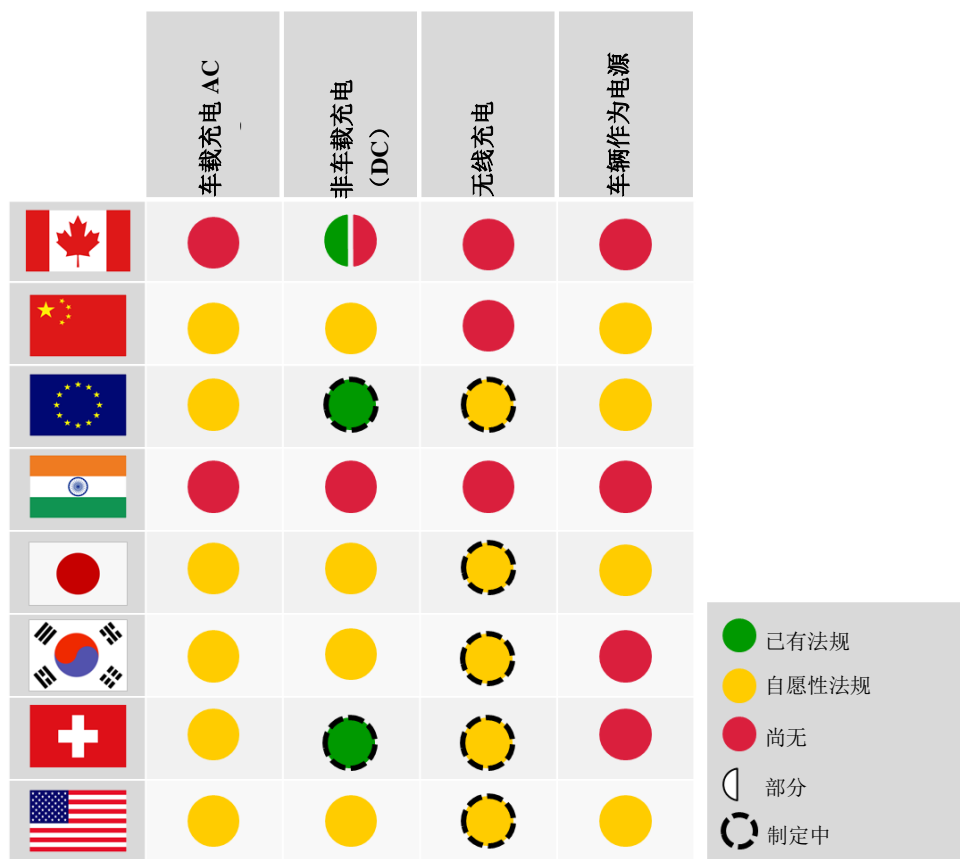 车载充电 AC
非车载充电
（DC）
无线充电
车辆作为电源
已有法规
自愿性法规
尚无
部分
制定中